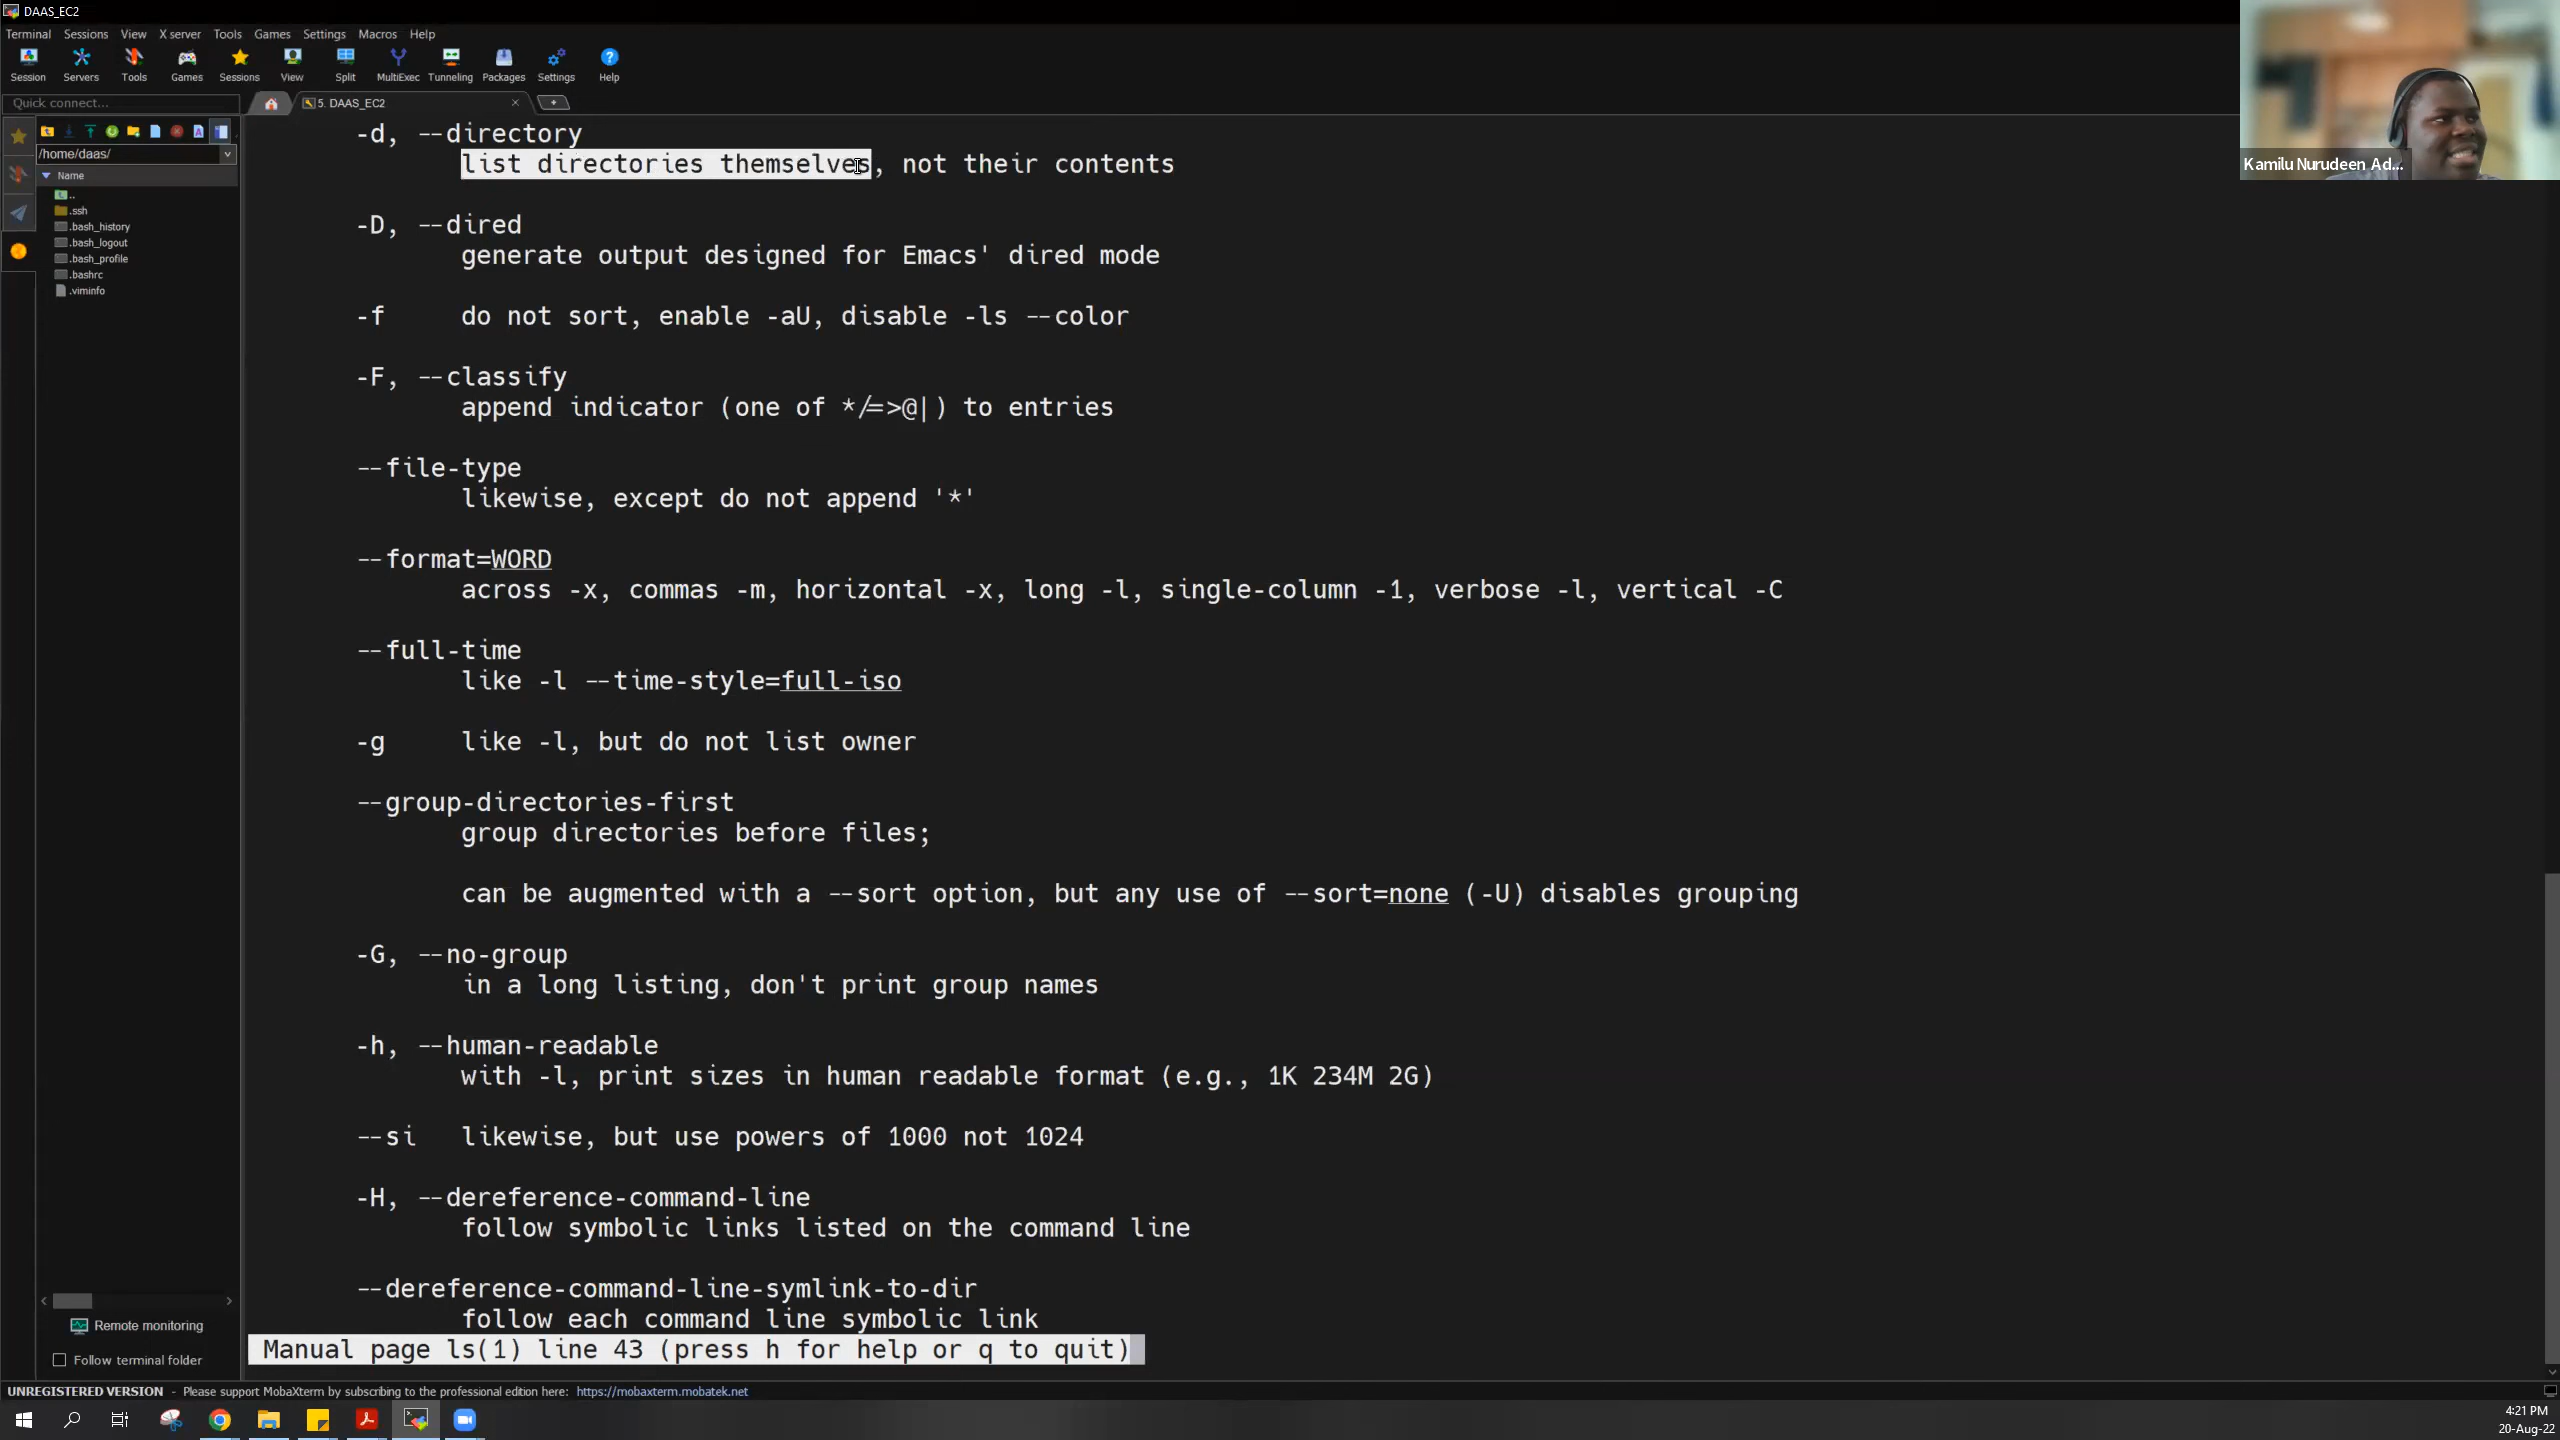 DAAS_EC2
Terminal Sessions View X server Tools Games Settings Macros Help
Session Servers Tools Games Sessions View Split MultiExec Tunneling Packages Settings Help
Quick connect...
5. DAAS_EC2
/home/daas/
Name
..
.ssh
.bash_history
.bash_logout
.bash_profile
.bashrc
.viminfo
Remote monitoring
Follow terminal folder
-d, --directory
list directories themselves, not their contents
-D, --dired
generate output designed for Emacs' dired mode
-f do not sort, enable -aU, disable -ls --color
-F, --classify
append indicator (one of */=>@|) to entries
--file-type
likewise, except do not append '*'
--format=WORD
across -x, commas -m, horizontal -x, long -l, single-column -1, verbose -l, vertical -C
--full-time
like -l --time-style=full-iso
-g like -l, but do not list owner
--group-directories-first
group directories before files;
can be augmented with a --sort option, but any use of --sort=none (-U) disables grouping
-G, --no-group
in a long listing, don't print group names
-h, --human-readable
with -l, print sizes in human readable format (e.g., 1K 234M 2G)
--si likewise, but use powers of 1000 not 1024
-H, --dereference-command-line
follow symbolic links listed on the command line
--dereference-command-line-symlink-to-dir
follow each command line symbolic link
Manual page ls(1) line 43 (press h for help or q to quit)
Kamilu Nurudeen Ad...
UNREGISTERED VERSION - Please support MobaXterm by subscribing to the professional edition here: https://mobaxterm.mobatek.net
4:21 PM
20-Aug-22